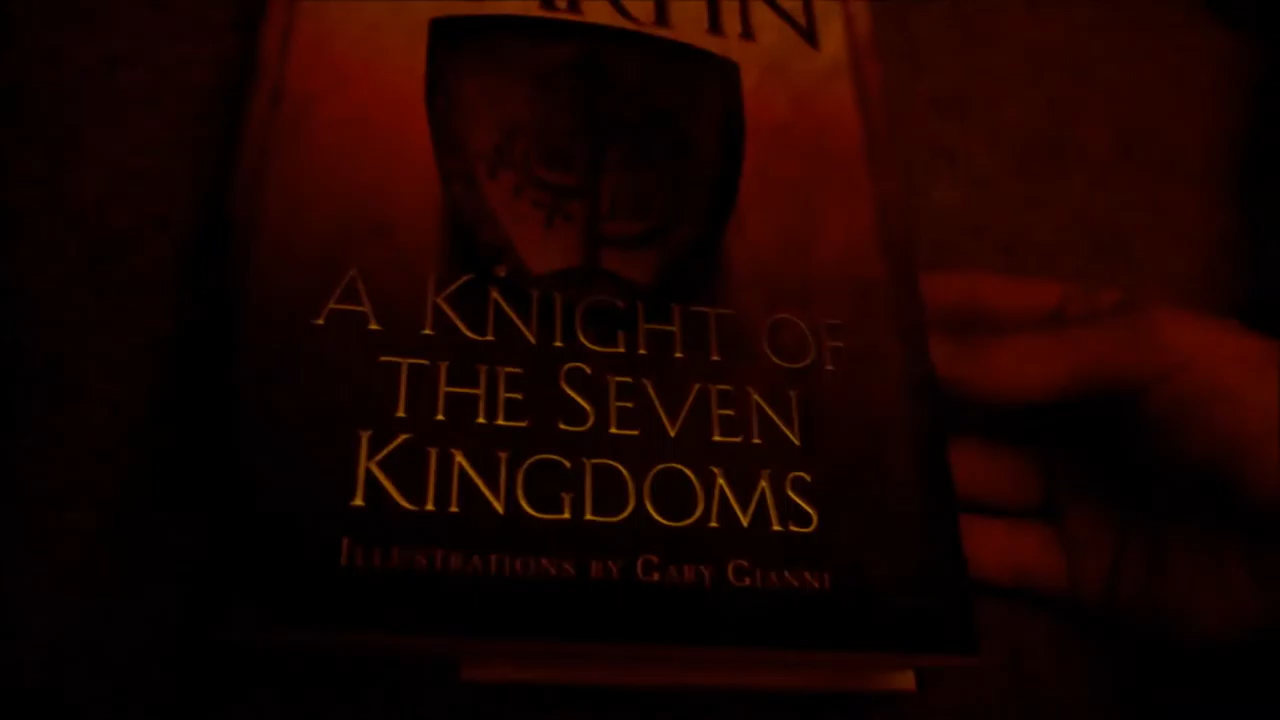 A KNIGHT OF
THE SEVEN
KINGDOMS
ILLUSTRATIONS BY GARY GIANNI